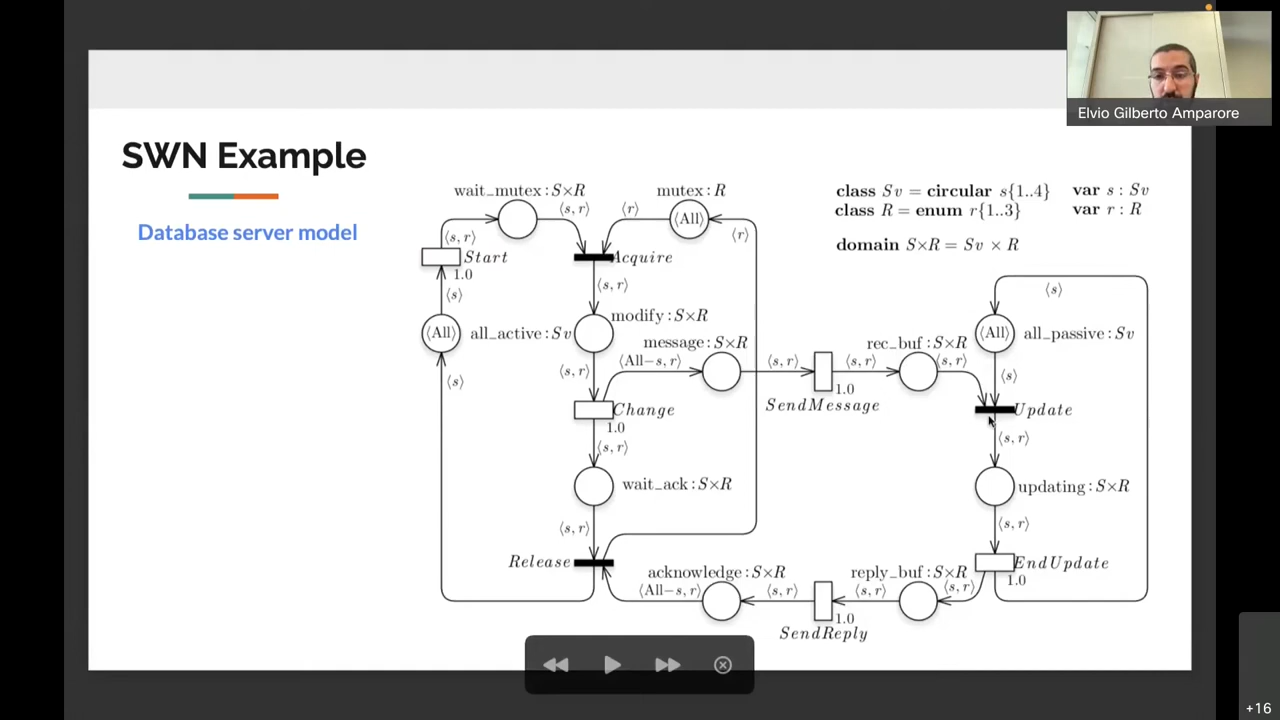 Elvio Gilberto Amparore
SWN Example
Database server model
wait_mutex : S×R
mutex : R
class Sv = circular s{1..4}
var s : Sv
class R = enum r{1..3}
var r : R
domain S×R = Sv × R
⟨s, r⟩
⟨r⟩
⟨All⟩
⟨r⟩
⟨s, r⟩
Start
1.0
Acquire
⟨s⟩
⟨s, r⟩
⟨s⟩
⟨All⟩
all_active : Sv
modify : S×R
message : S×R
rec_buf : S×R
⟨All⟩
all_passive : Sv
⟨s⟩
⟨s, r⟩
⟨All−s, r⟩
⟨s, r⟩
⟨s, r⟩
⟨s, r⟩
⟨s⟩
1.0
SendMessage
Change
1.0
Update
⟨s, r⟩
⟨s, r⟩
wait_ack : S×R
updating : S×R
⟨s, r⟩
⟨s, r⟩
Release
EndUpdate
1.0
acknowledge : S×R
reply_buf : S×R
⟨All−s, r⟩
⟨s, r⟩
⟨s, r⟩
⟨s, r⟩
1.0
SendReply
+16